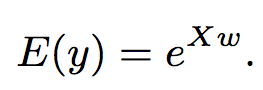 E(y) = e^{Xw}.